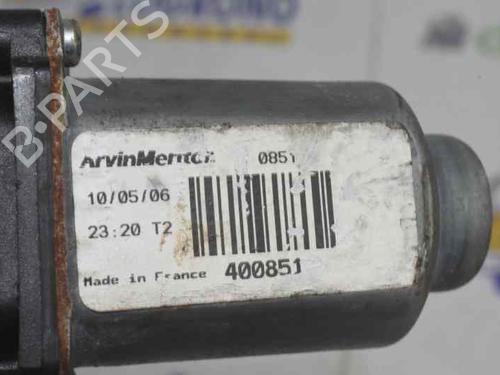 B-PARTS
ArvinMeritor 0851
10/05/06
23:20 T2
Made in France 400851